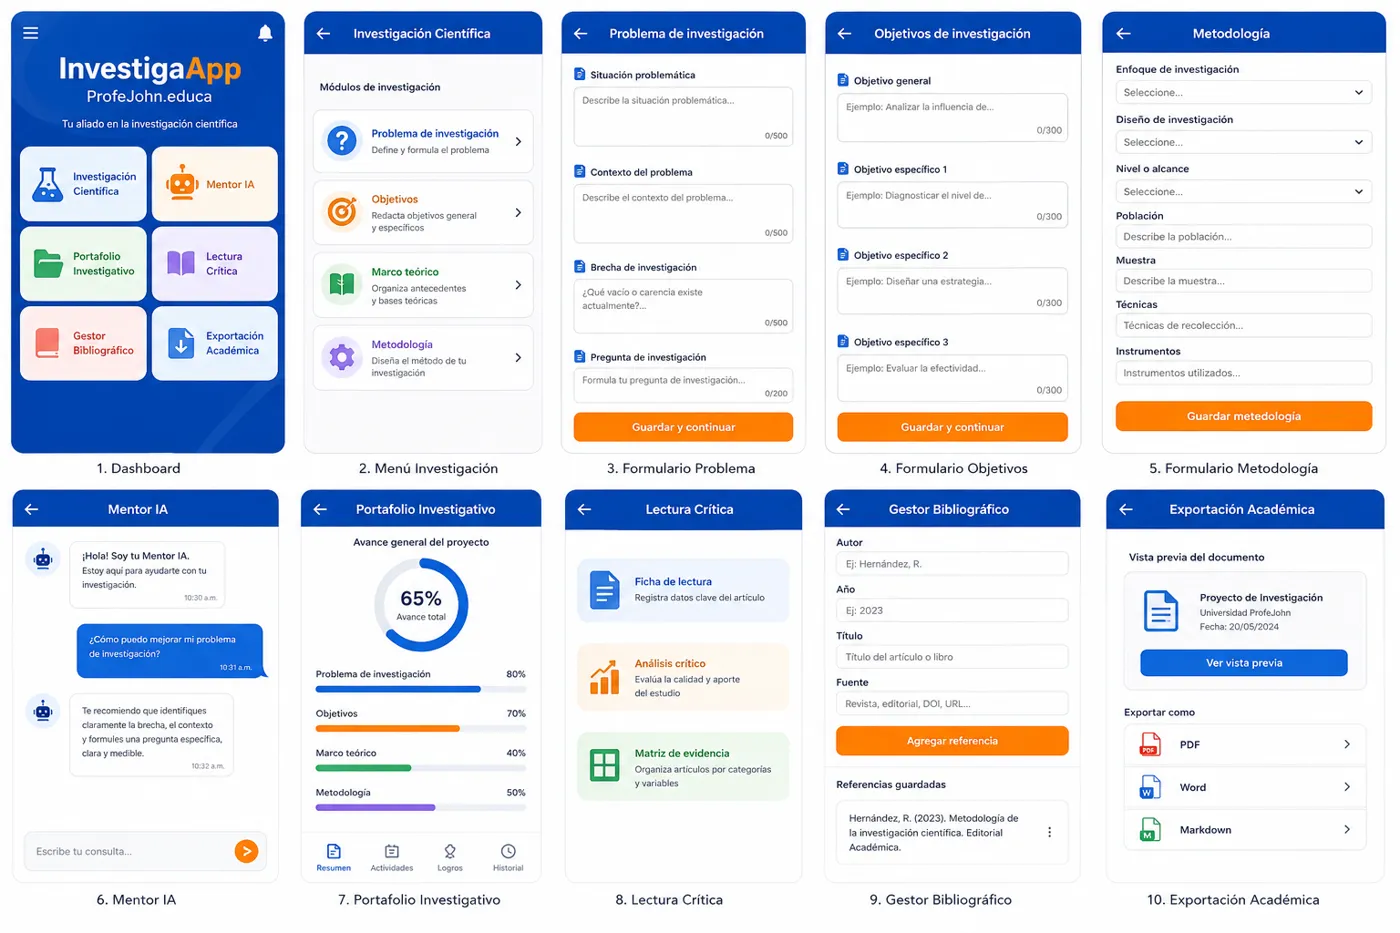 InvestigaApp
ProfeJohn.educa
Tu aliado en la investigación científica
Investigación
Científica
Mentor IA
Portafolio
Investigativo
Lectura
Crítica
Gestor
Bibliográfico
Exportación
Académica
1. Dashboard
Investigación Científica
Módulos de investigación
Problema de investigación
Define y formula el problema
Objetivos
Redacta objetivos general
y específicos
Marco teórico
Organiza antecedentes
y bases teóricas
Metodología
Diseña el método de tu
investigación
2. Menú Investigación
Problema de investigación
Situación problemática
Describe la situación problemática...
0/500
Contexto del problema
Describe el contexto del problema...
0/500
Brecha de investigación
¿Qué vacío o carencia existe
actualmente?...
0/500
Pregunta de investigación
Formula tu pregunta de investigación...
0/200
Guardar y continuar
3. Formulario Problema
Objetivos de investigación
Objetivo general
Ejemplo: Analizar la influencia de...
0/300
Objetivo específico 1
Ejemplo: Diagnosticar el nivel de...
0/300
Objetivo específico 2
Ejemplo: Diseñar una estrategia...
0/300
Objetivo específico 3
Ejemplo: Evaluar la efectividad...
0/300
Guardar y continuar
4. Formulario Objetivos
Metodología
Enfoque de investigación
Seleccione...
Diseño de investigación
Seleccione...
Nivel o alcance
Seleccione...
Población
Describe la población...
Muestra
Describe la muestra...
Técnicas
Técnicas de recolección...
Instrumentos
Instrumentos utilizados...
Guardar metedología
5. Formulario Metodología
Mentor IA
¡Hola! Soy tu Mentor IA.
Estoy aquí para ayudarte con tu
investigación.
10:30 a.m.
¿Cómo puedo mejorar mi problema
de investigación?
10:31 a.m.
Te recomiendo que identifiques
claramente la brecha, el contexto
y formules una pregunta específica,
clara y medible.
10:32 a.m.
Escribe tu consulta...
6. Mentor IA
Portafolio Investigativo
Avance general del proyecto
65%
Avance total
Problema de investigación 80%
Objetivos 70%
Marco teórico 40%
Metodología 50%
Resumen Actividades Logros Historial
7. Portafolio Investigativo
Lectura Crítica
Ficha de lectura
Registra datos clave del artículo
Análisis crítico
Evalúa la calidad y aporte
del estudio
Matriz de evidencia
Organiza artículos por categorías
y variables
8. Lectura Crítica
Gestor Bibliográfico
Autor
Ej: Hernández, R.
Año
Ej: 2023
Título
Título del artículo o libro
Fuente
Revista, editorial, DOI, URL...
Agregar referencia
Referencias guardadas
Hernández, R. (2023). Metodología de
la investigación científica. Editorial
Académica.
9. Gestor Bibliográfico
Exportación Académica
Vista previa del documento
Proyecto de Investigación
Universidad ProfeJohn
Fecha: 20/05/2024
Ver vista previa
Exportar como
PDF
PDF
W
Word
M
Markdown
10. Exportación Académica